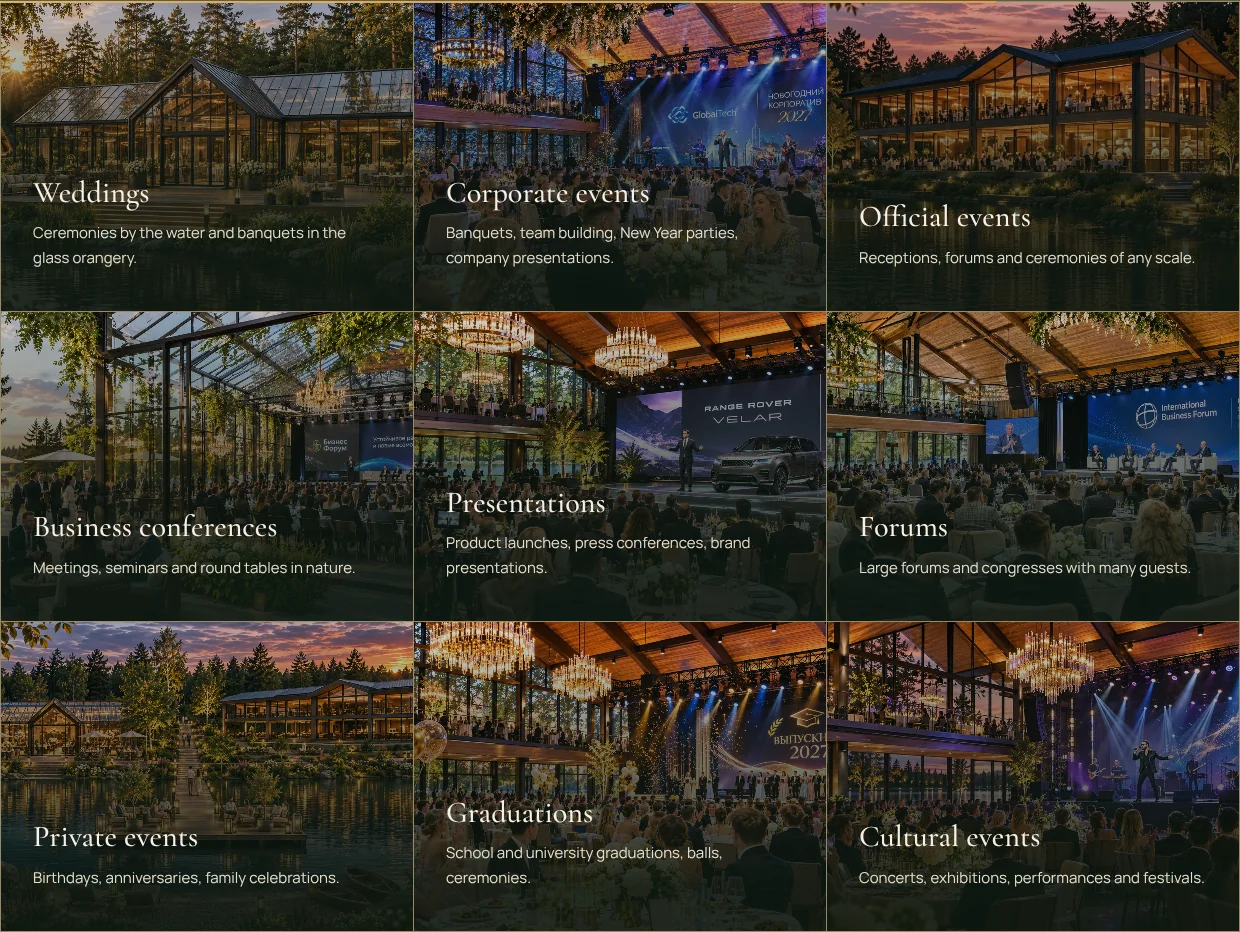 GlobalTech
НОВОГОДНИЙ
КОРПОРАТИВ
2027
Weddings
Ceremonies by the water and banquets in the
glass orangery.
Corporate events
Banquets, team building, New Year parties,
company presentations.
Official events
Receptions, forums and ceremonies of any scale.
Бизнес
Форум
RANGE ROVER
VELAR
International
Business Forum
Business conferences
Meetings, seminars and round tables in nature.
Presentations
Product launches, press conferences, brand
presentations.
Forums
Large forums and congresses with many guests.
ВЫПУСКН
2027
Private events
Birthdays, anniversaries, family celebrations.
Graduations
School and university graduations, balls,
ceremonies.
Cultural events
Concerts, exhibitions, performances and festivals.